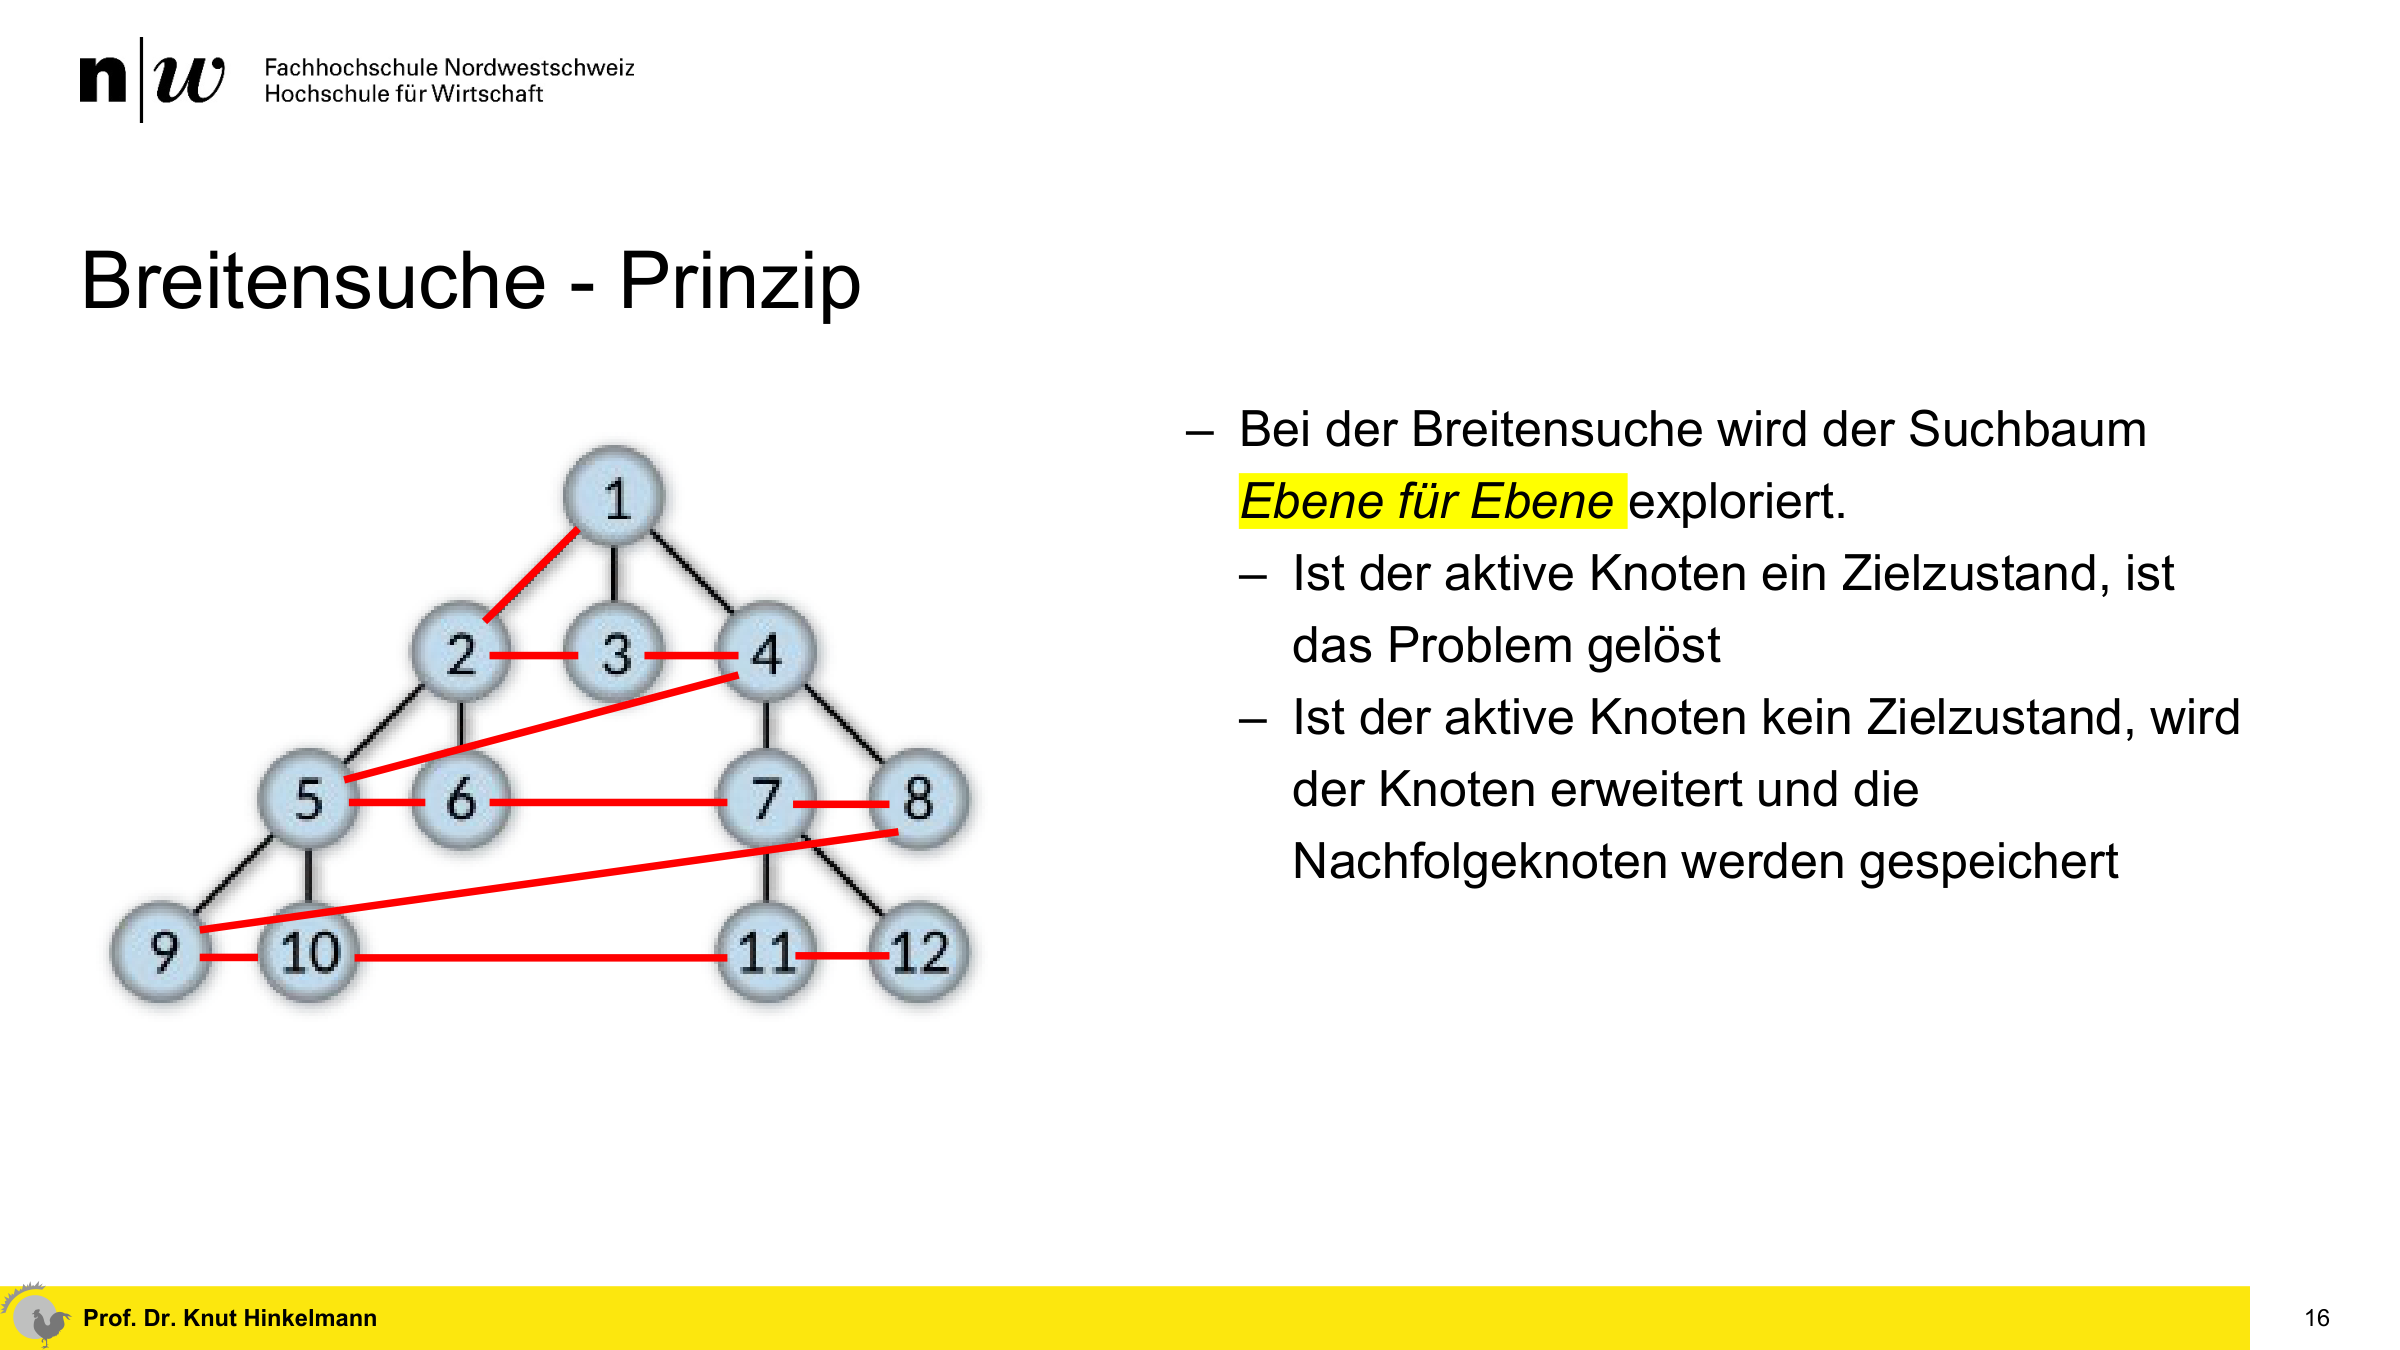 n|w Fachhochschule Nordwestschweiz
Hochschule für Wirtschaft
Breitensuche - Prinzip
1
2 3 4
5 6 7 8
9 10 11 12
– Bei der Breitensuche wird der Suchbaum
Ebene für Ebene exploriert.
– Ist der aktive Knoten ein Zielzustand, ist
das Problem gelöst
– Ist der aktive Knoten kein Zielzustand, wird
der Knoten erweitert und die
Nachfolgeknoten werden gespeichert
Prof. Dr. Knut Hinkelmann
16